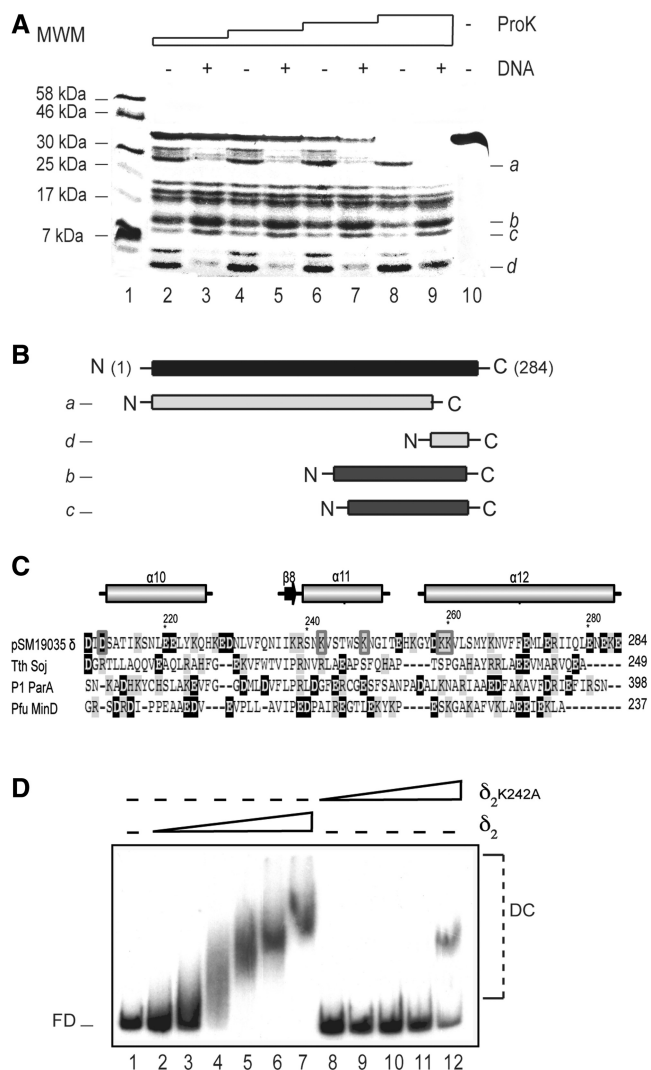 A
MWM
- ProK
- + - + - + - + DNA
58 kDa
46 kDa
30 kDa
25 kDa
17 kDa
7 kDa
a
b
c
d
1 2 3 4 5 6 7 8 9 10
B
N (1) C (284)
a N C
d N C
b N C
c N C
C
α10 β8 α11 α12
220 240 260 280
pSM19035 δ 284
Tth Soj 249
P1 ParA 398
Pfu MinD 237
D
- - - - - - - δ2K242A
- - - - - - δ2
DC
FD
1 2 3 4 5 6 7 8 9 10 11 12